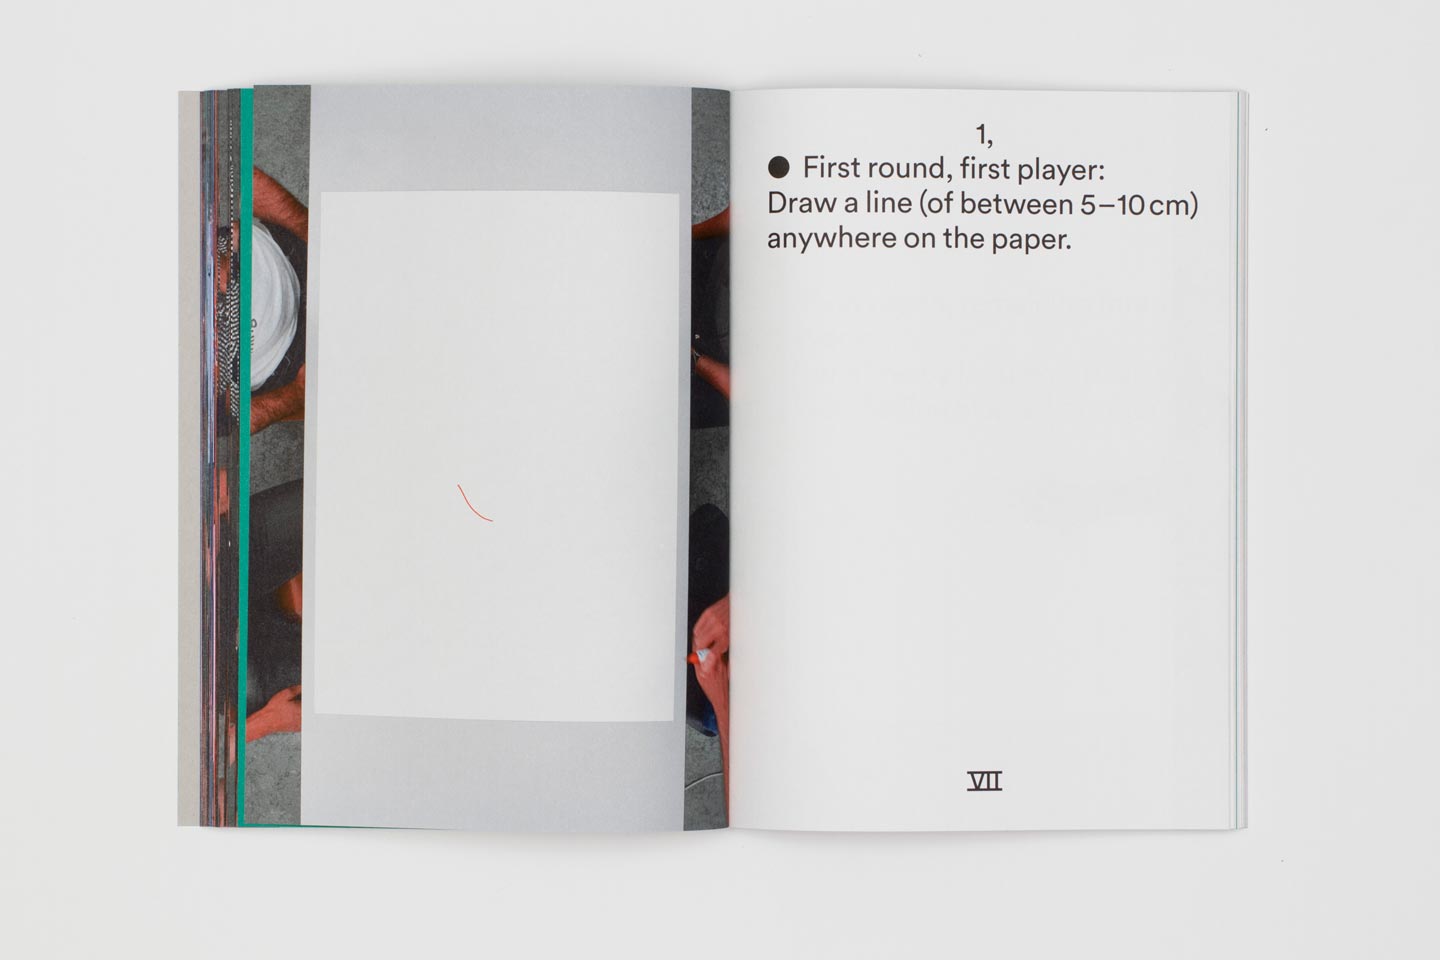 1,
● First round, first player:
Draw a line (of between 5–10 cm)
anywhere on the paper.
VII